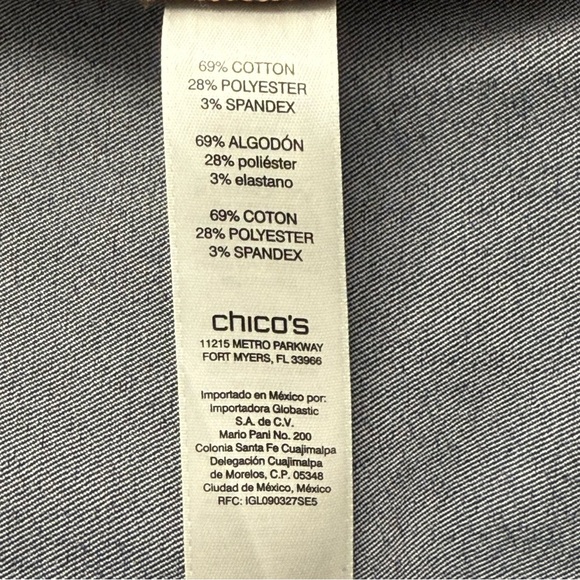 69% COTTON
28% POLYESTER
3% SPANDEX
69% ALGODÓN
28% poliéster
3% elastano
69% COTON
28% POLYESTER
3% SPANDEX
chico's
11215 METRO PARKWAY
FORT MYERS, FL 33966
Importado en México por:
Importadora Globastic
S.A. de C.V.
Mario Pani No. 200
Colonia Santa Fe Cuajimalpa
Delegación Cuajimalpa
de Morelos, C.P. 05348
Ciudad de México, México
RFC: IGL090327SE5